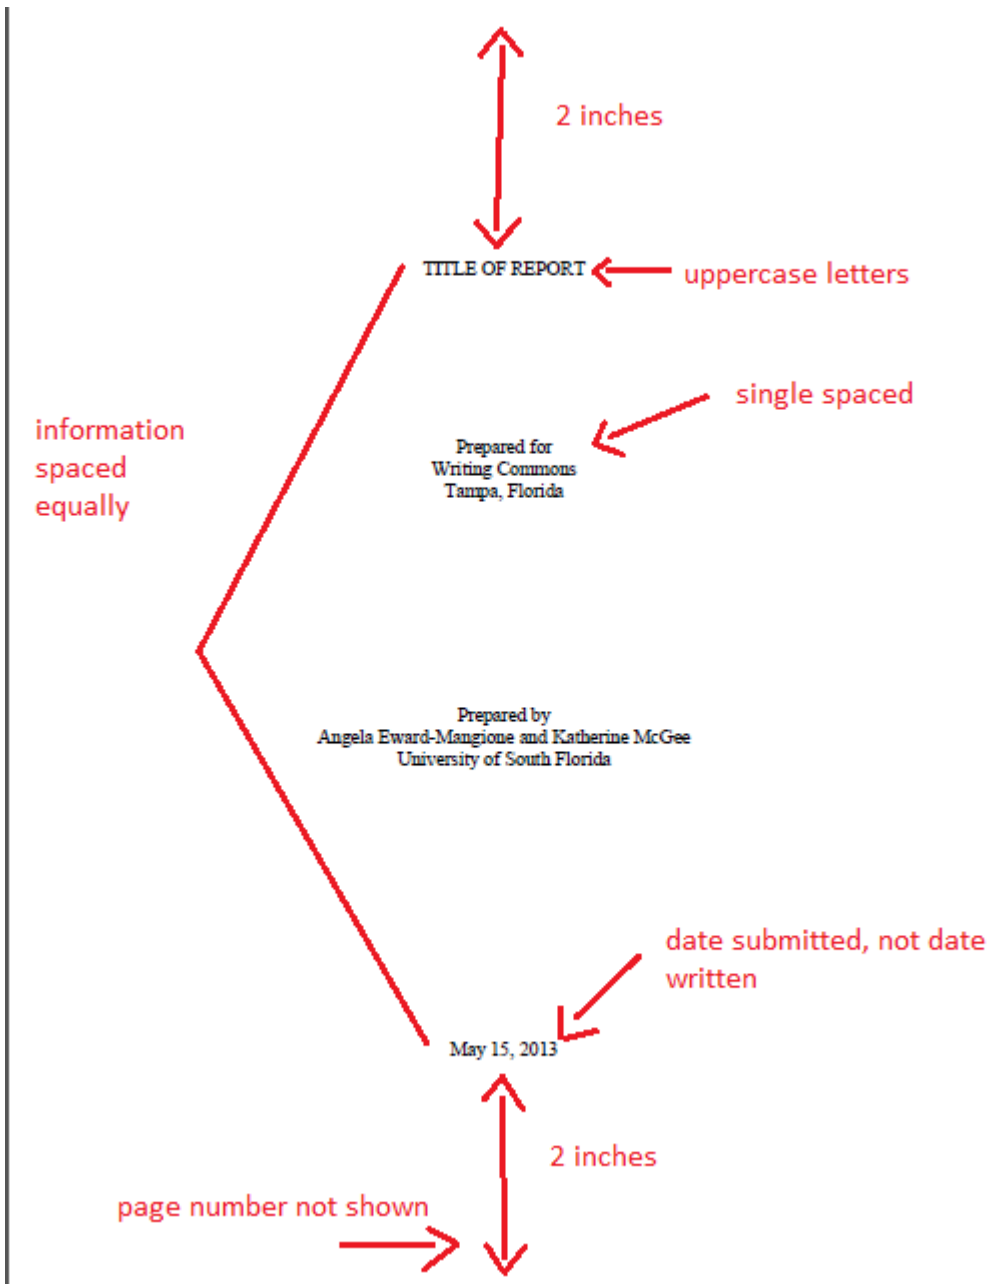 2 inches
TITLE OF REPORT
uppercase letters
single spaced
information
spaced
equally
Prepared for
Writing Commons
Tampa, Florida
Prepared by
Angela Eward-Mangione and Katherine McGee
University of South Florida
date submitted, not date
written
May 15, 2013
2 inches
page number not shown